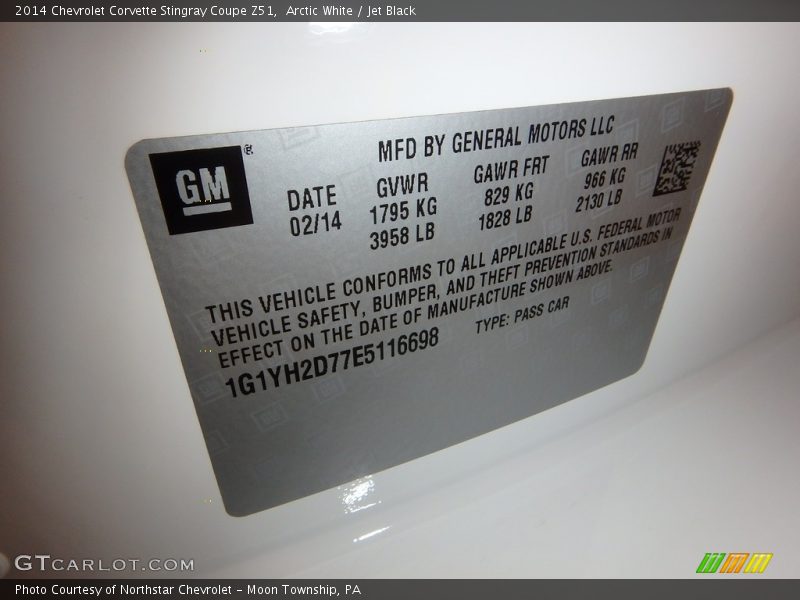 2014 Chevrolet Corvette Stingray Coupe Z51,  Arctic White / Jet Black
MFD BY GENERAL MOTORS LLC
GM®
DATE
02/14
GVWR
1795 KG
3958 LB
GAWR FRT
829 KG
1828 LB
GAWR RR
966 KG
2130 LB
THIS VEHICLE CONFORMS TO ALL APPLICABLE U.S. FEDERAL MOTOR
VEHICLE SAFETY, BUMPER, AND THEFT PREVENTION STANDARDS IN
EFFECT ON THE DATE OF MANUFACTURE SHOWN ABOVE.
1G1YH2D77E5116698
TYPE: PASS CAR
GTCARLOT.COM
Photo Courtesy of Northstar Chevrolet - Moon Township, PA